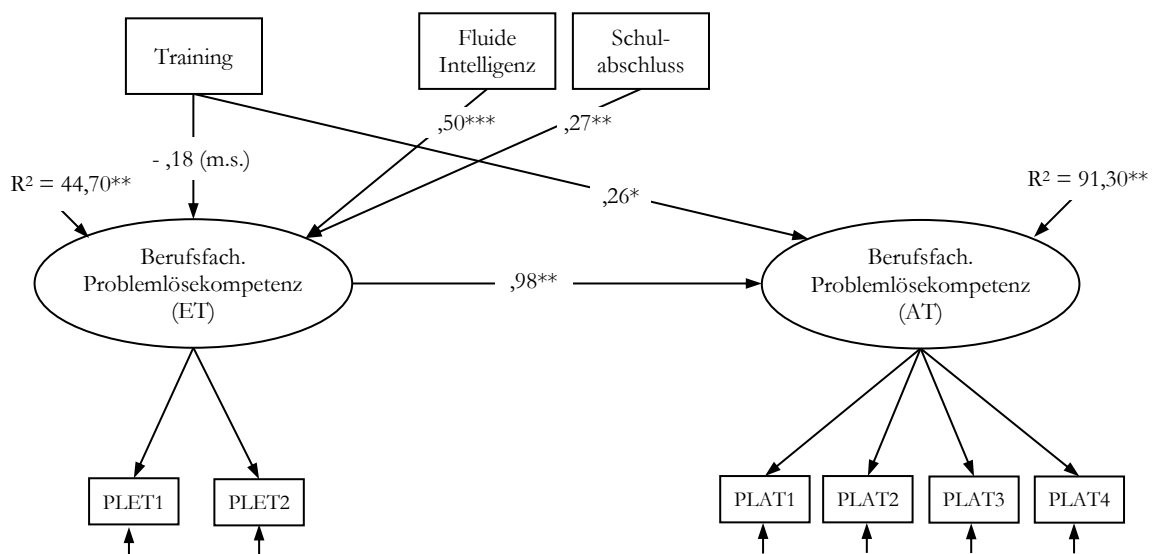 Training
Fluide
Intelligenz
Schul-
abschluss
,50***
,27**
- ,18 (m.s.)
R² = 44,70**
,26*
R² = 91,30**
Berufsfach.
Problemlösekompetenz
(ET)
,98**
Berufsfach.
Problemlösekompetenz
(AT)
PLET1
PLET2
PLAT1
PLAT2
PLAT3
PLAT4